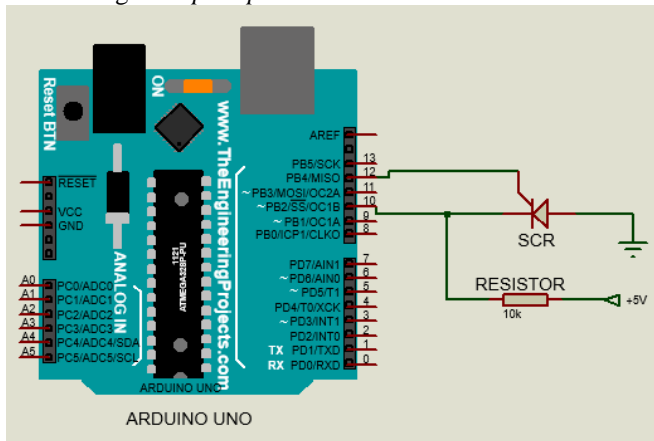 Reset BTN
ON
www.TheEngineeringProjects.com
ANALOG IN
1121
ATMEGA328P-PU
RESET
VCC
GND
A0 PC0/ADC0
A1 PC1/ADC1
A2 PC2/ADC2
A3 PC3/ADC3
A4 PC4/ADC4/SDA
A5 PC5/ADC5/SCL
AREF
PB5/SCK 13
PB4/MISO 12
~PB3/MOSI/OC2A 11
~PB2/SS/OC1B 10
~PB1/OC1A 9
PB0/ICP1/CLKO 8
PD7/AIN1 7
~PD6/AIN0 6
~PD5/T1 5
PD4/T0/XCK 4
~PD3/INT1 3
PD2/INT0 2
TX PD1/TXD 1
RX PD0/RXD 0
ARDUINO UNO
ARDUINO UNO
SCR
RESISTOR
10k
+5V